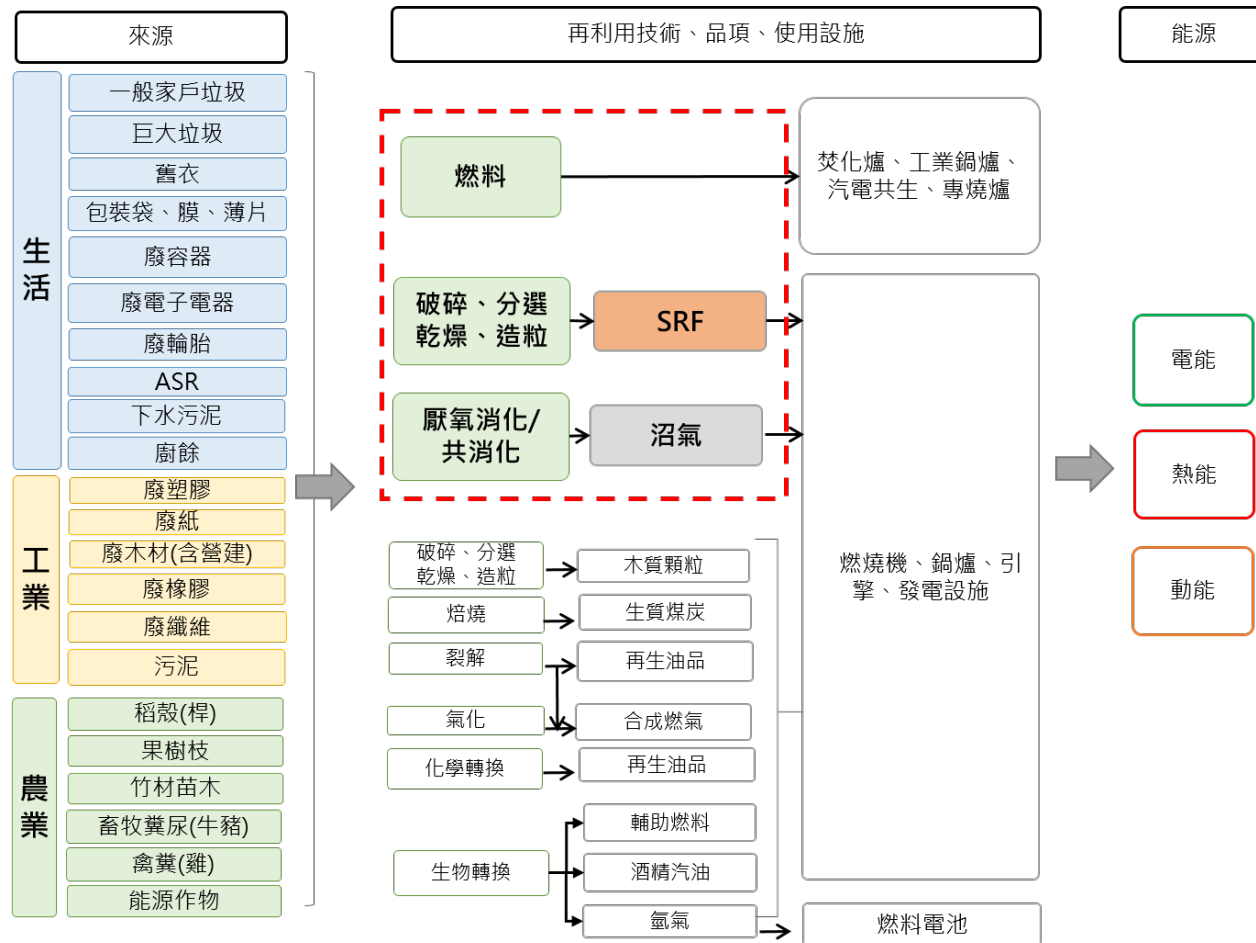 來源
再利用技術、品項、使用設施
能源
生活
一般家戶垃圾
巨大垃圾
舊衣
包裝袋、膜、薄片
廢容器
廢電子電器
廢輪胎
ASR
下水污泥
廚餘
工業
廢塑膠
廢紙
廢木材(含營建)
廢橡膠
廢纖維
污泥
農業
稻殼(桿)
果樹枝
竹材苗木
畜牧糞尿(牛豬)
禽糞(雞)
能源作物
燃料
焚化爐、工業鍋爐、
汽電共生、專燒爐
破碎、分選
乾燥、造粒
SRF
厭氧消化/
共消化
沼氣
破碎、分選
乾燥、造粒
木質顆粒
焙燒
生質煤炭
裂解
再生油品
氣化
合成燃氣
化學轉換
再生油品
生物轉換
輔助燃料
酒精汽油
氫氣
燃燒機、鍋爐、引
擎、發電設施
燃料電池
電能
熱能
動能